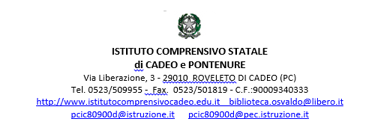 ISTITUTO COMPRENSIVO STATALE
di CADEO e PONTENURE
Via Liberazione, 3 - 29010 ROVELETO DI CADEO (PC)
Tel. 0523/509955 - Fax. 0523/501819 - C.F.:90009340333
http://www.istitutocomprensivocadeo.edu.it biblioteca.osvaldo@libero.it
pcic80900d@istruzione.it pcic80900d@pec.istruzione.it